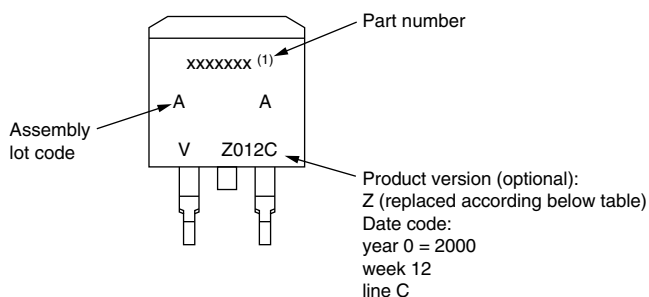 Part number
xxxxxxx (1)
A A
Assembly
lot code
V Z012C
Product version (optional):
Z (replaced according below table)
Date code:
year 0 = 2000
week 12
line C